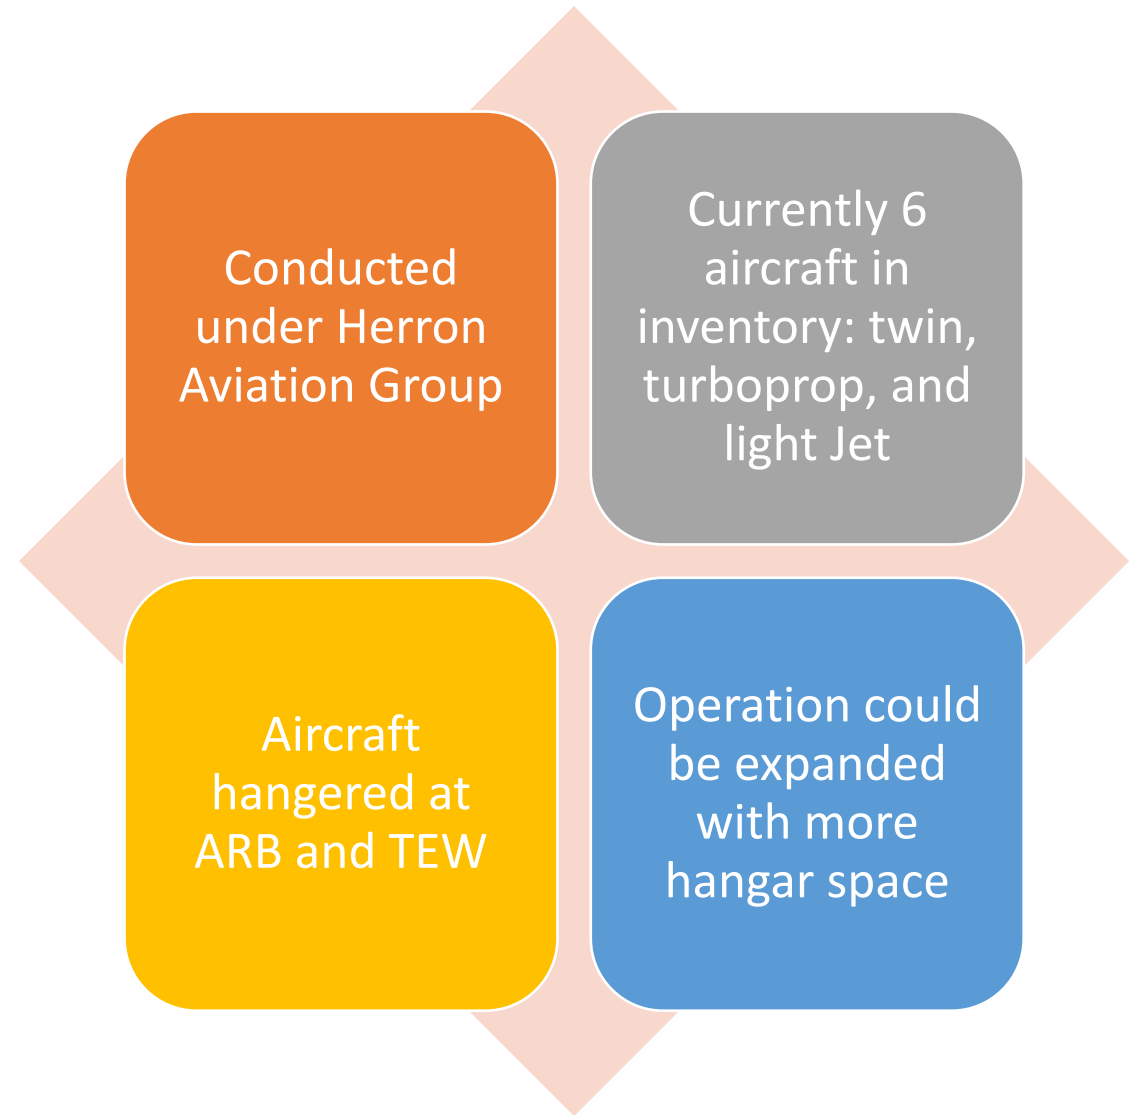 Conducted
under Herron
Aviation Group
Currently 6
aircraft in
inventory: twin,
turboprop, and
light Jet
Aircraft
hangered at
ARB and TEW
Operation could
be expanded
with more
hangar space